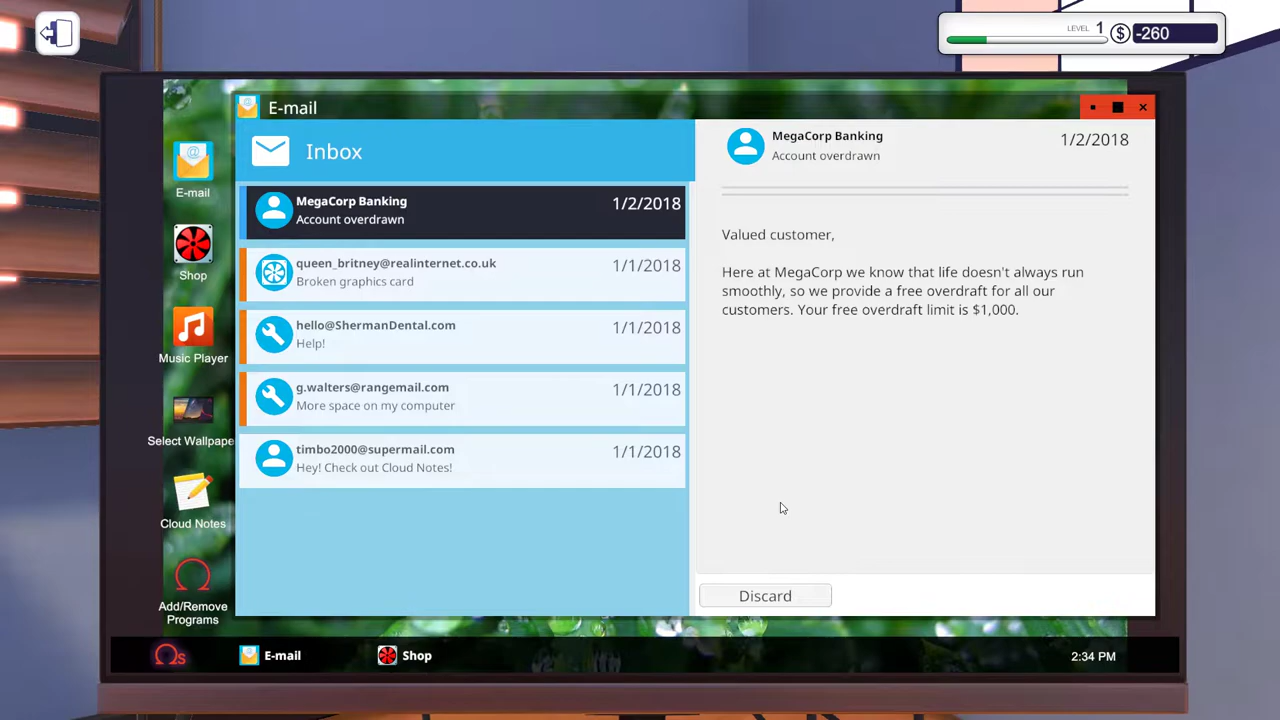 LEVEL 1
$ -260
E-mail
Inbox
MegaCorp Banking
Account overdrawn
1/2/2018
queen_britney@realinternet.co.uk
Broken graphics card
1/1/2018
hello@ShermanDental.com
Help!
1/1/2018
g.walters@rangemail.com
More space on my computer
1/1/2018
timbo2000@supermail.com
Hey! Check out Cloud Notes!
1/1/2018
MegaCorp Banking
Account overdrawn
1/2/2018
Valued customer,
Here at MegaCorp we know that life doesn't always run
smoothly, so we provide a free overdraft for all our
customers. Your free overdraft limit is $1,000.
Discard
E-mail
Shop
Music Player
Select Wallpape
Cloud Notes
Add/Remove
Programs
Ωs
E-mail
Shop
2:34 PM